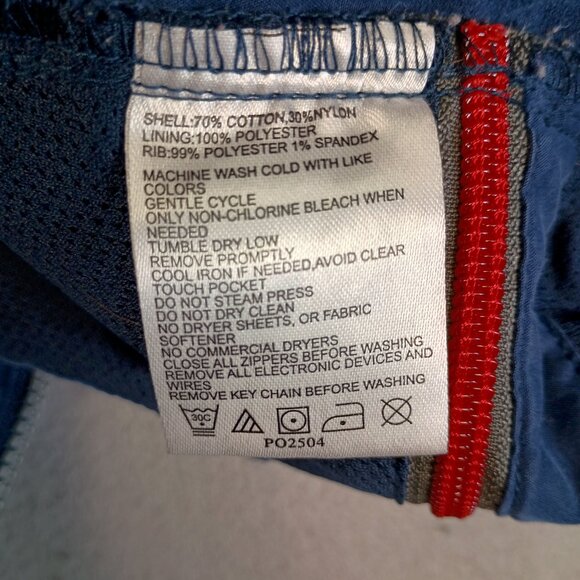 SHELL:70% COTTON,30%NYLON
LINING:100% POLYESTER
RIB:99% POLYESTER 1% SPANDEX
MACHINE WASH COLD WITH LIKE
COLORS
GENTLE CYCLE
ONLY NON-CHLORINE BLEACH WHEN
NEEDED
TUMBLE DRY LOW
REMOVE PROMPTLY
COOL IRON IF NEEDED,AVOID CLEAR
TOUCH POCKET
DO NOT STEAM PRESS
DO NOT DRY CLEAN
NO DRYER SHEETS, OR FABRIC
SOFTENER
NO COMMERCIAL DRYERS
CLOSE ALL ZIPPERS BEFORE WASHING
REMOVE ALL ELECTRONIC DEVICES AND
WIRES
REMOVE KEY CHAIN BEFORE WASHING
30C
PO2504